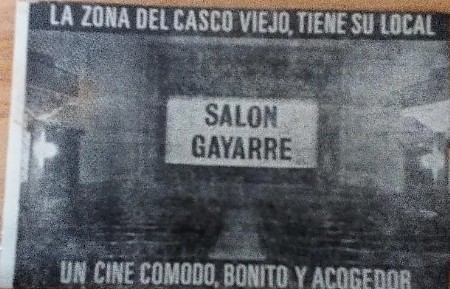 LA ZONA DEL CASCO VIEJO, TIENE SU LOCAL
SALON
GAYARRE
UN CINE COMODO, BONITO Y ACOGEDOR